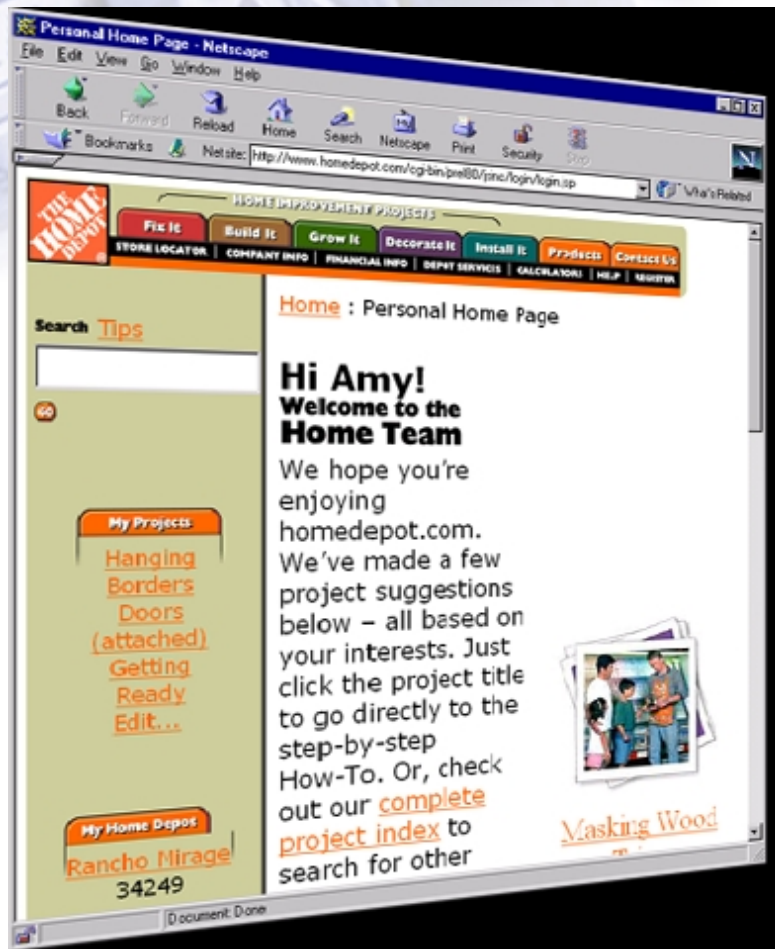 Personal Home Page - Netscape
File Edit View Go Window Help
Back Forward Reload Home Search Netscape Print Security Stop
Bookmarks Netsite: http://www.homedepot.com/cgi-bin/prel80/jsinc/login/login.jsp What's Related
N
THE HOME DEPOT
HOME IMPROVEMENT PROJECTS
Fix It Build It Grow It Decorate It Install It Products Contact Us
STORE LOCATOR | COMPANY INFO | FINANCIAL INFO | DEPOT SERVICES | CALCULATORS | HELP | REGISTER
Home : Personal Home Page
Search Tips
GO
Hi Amy!
Welcome to the
Home Team
We hope you're
enjoying
homedepot.com.
We've made a few
project suggestions
below – all based on
your interests. Just
click the project title
to go directly to the
step-by-step
How-To. Or, check
out our complete
project index to
search for other
My Projects
Hanging
Borders
Doors
(attached)
Getting
Ready
Edit...
My Home Depot
Rancho Mirage
34249
Masking Wood
Document: Done